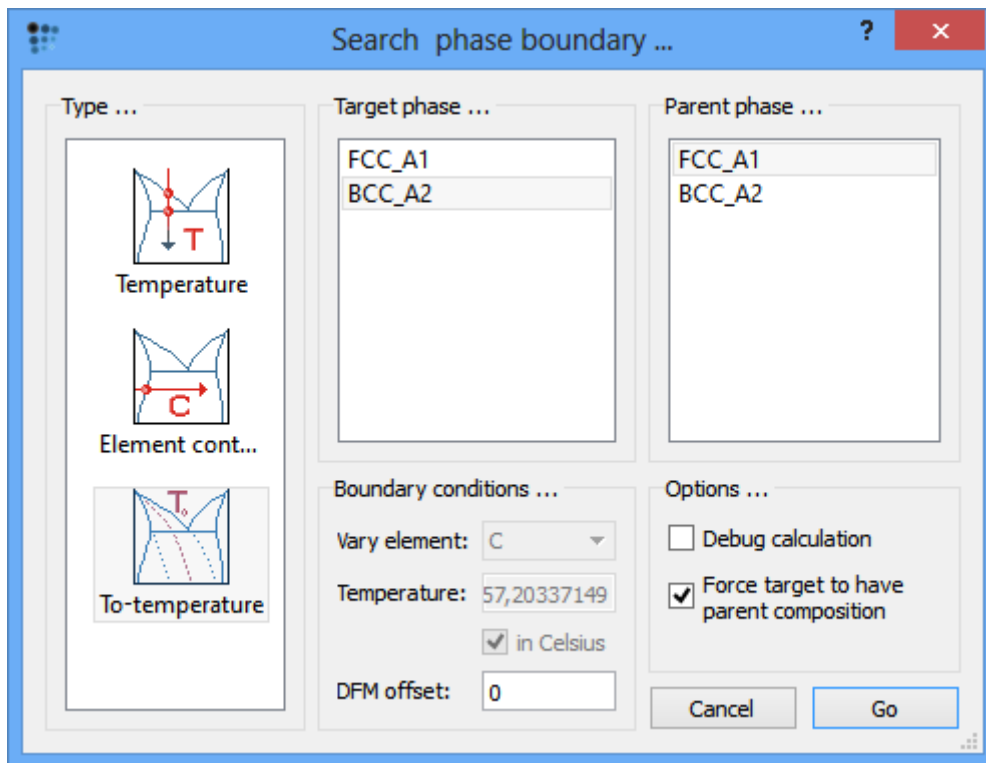 Search phase boundary ...
?
Type ...
T
Temperature
C
Element cont...
T₀
To-temperature
Target phase ...
FCC_A1
BCC_A2
Parent phase ...
FCC_A1
BCC_A2
Boundary conditions ...
Vary element: C
Temperature: 57,20337149
in Celsius
DFM offset: 0
Options ...
Debug calculation
Force target to have
parent composition
Cancel
Go